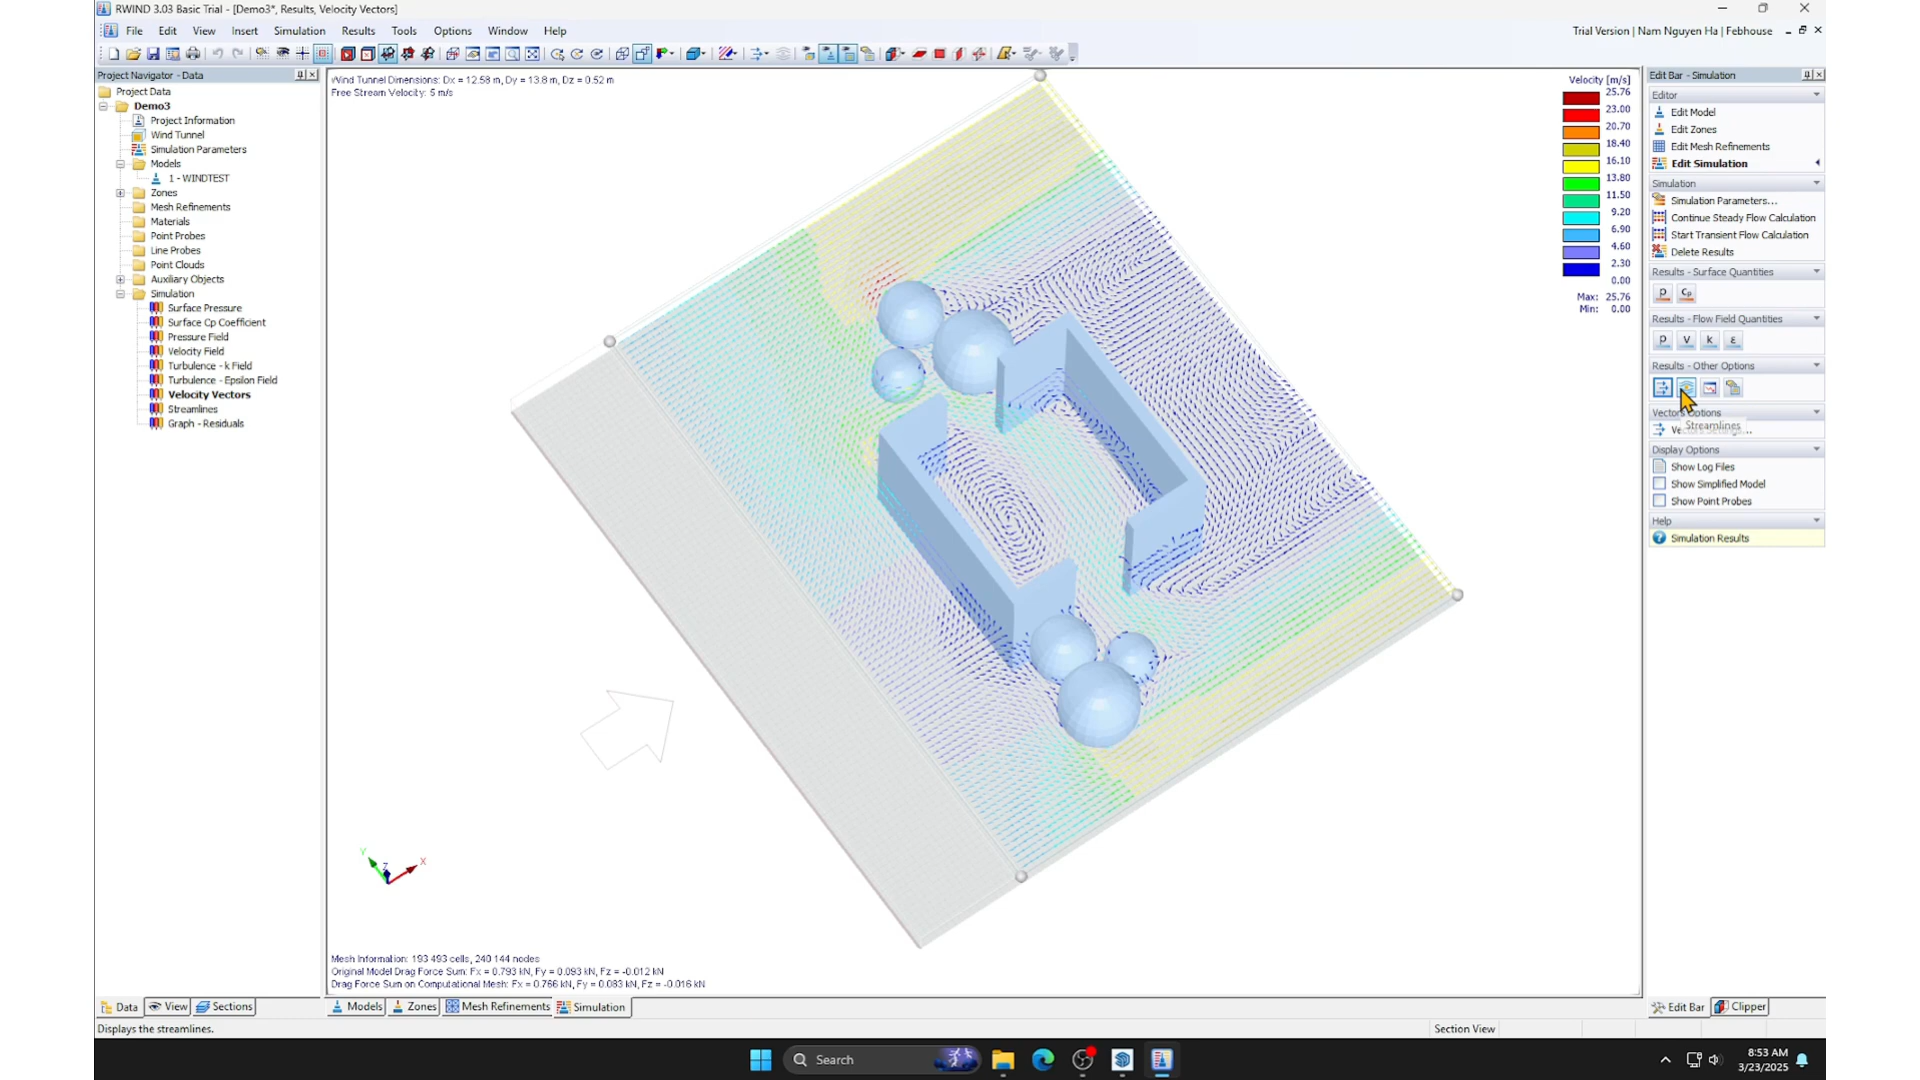 RWIND 3.03 Basic Trial - [Demo3*, Results, Velocity Vectors]
File Edit View Insert Simulation Results Tools Options Window Help
Trial Version | Nam Nguyen Ha | Febhouse
Project Navigator - Data
Project Data
Demo3
Project Information
Wind Tunnel
Simulation Parameters
Models
1 - WINDTEST
Zones
Mesh Refinements
Materials
Point Probes
Line Probes
Point Clouds
Auxiliary Objects
Simulation
Surface Pressure
Surface Cp Coefficient
Pressure Field
Velocity Field
Turbulence - k Field
Turbulence - Epsilon Field
Velocity Vectors
Streamlines
Graph - Residuals
Wind Tunnel Dimensions: Dx = 12.58 m, Dy = 13.8 m, Dz = 0.52 m
Free Stream Velocity: 5 m/s
Velocity [m/s]
25.76
23.00
20.70
18.40
16.10
13.80
11.50
9.20
6.90
4.60
2.30
0.00
Max: 25.76
Min: 0.00
Y
Z
X
Mesh Information: 193 493 cells, 240 144 nodes
Original Model Drag Force Sum: Fx = 0.793 kN, Fy = 0.093 kN, Fz = -0.012 kN
Drag Force Sum on Computational Mesh: Fx = 0.766 kN, Fy = 0.083 kN, Fz = -0.016 kN
Edit Bar - Simulation
Editor
Edit Model
Edit Zones
Edit Mesh Refinements
Edit Simulation
Simulation
Simulation Parameters...
Continue Steady Flow Calculation
Start Transient Flow Calculation
Delete Results
Results - Surface Quantities
p Cp
Results - Flow Field Quantities
p v k ε
Results - Other Options
Vectors Options
Streamlines
Display Options
Show Log Files
Show Simplified Model
Show Point Probes
Help
Simulation Results
Data View Sections
Models Zones Mesh Refinements Simulation
Edit Bar Clipper
Displays the streamlines.
Section View
Search
8:53 AM
3/23/2025